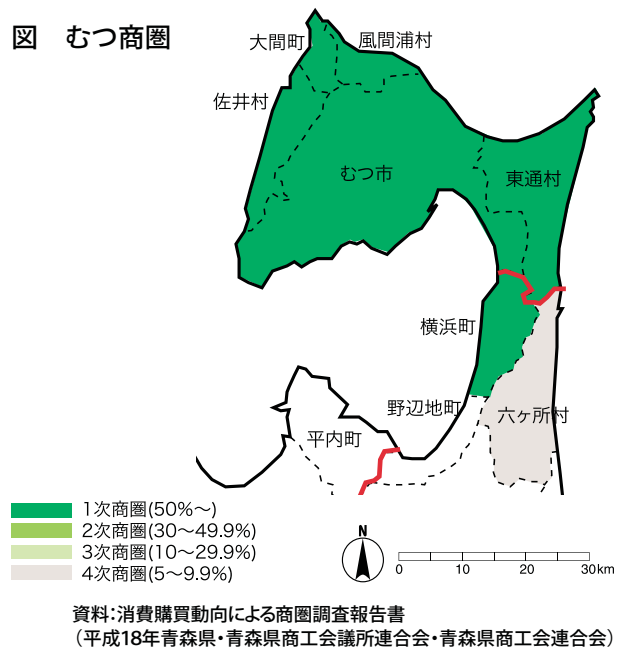 図　むつ商圏
大間町
風間浦村
佐井村
むつ市
東通村
横浜町
野辺地町
六ヶ所村
平内町
1次商圏(50%～)
2次商圏(30～49.9%)
3次商圏(10～29.9%)
4次商圏(5～9.9%)
N
0 10 20 30km
資料：消費購買動向による商圏調査報告書
（平成18年青森県・青森県商工会議所連合会・青森県商工会連合会）